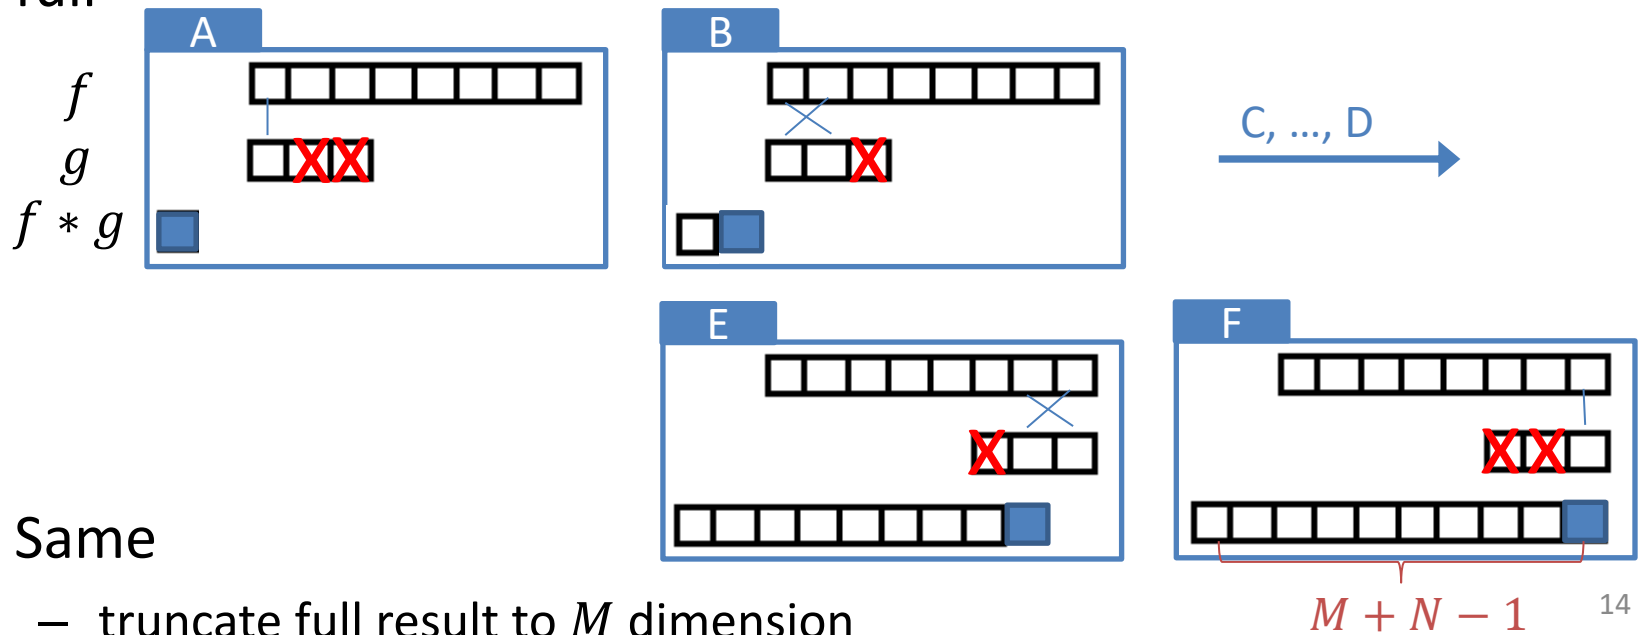 A
B
f
g
f ∗ g
X X
X
C, …, D
E
F
X
X X
Same
– truncate full result to M dimension
M + N − 1
14